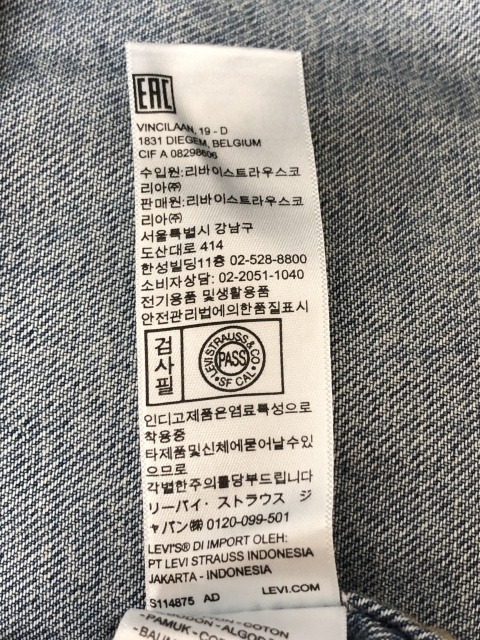 EAC
VINCILAAN, 19 - D
1831 DIEGEM, BELGIUM
CIF A 08298606
수입원:리바이스트라우스코
리아㈜
판매원:리바이스트라우스코
리아㈜
서울특별시 강남구
도산대로 414
한성빌딩11층 02-528-8800
소비자상담: 02-2051-1040
전기용품 및생활용품
안전관리법에의한품질표시
검사필
LEVI STRAUSS & CO
PASS
SF CAL
인디고제품은염료특성으로
착용중
타제품및신체에묻어날수있
으므로
각별한주의를당부드립니다
リーバイ・ストラウス ジ
ャパン㈱ 0120-099-501
LEVI'S® DI IMPORT OLEH:
PT LEVI STRAUSS INDONESIA
JAKARTA - INDONESIA
S114875 AD LEVI.COM
COTTON
- PAMUK - CO